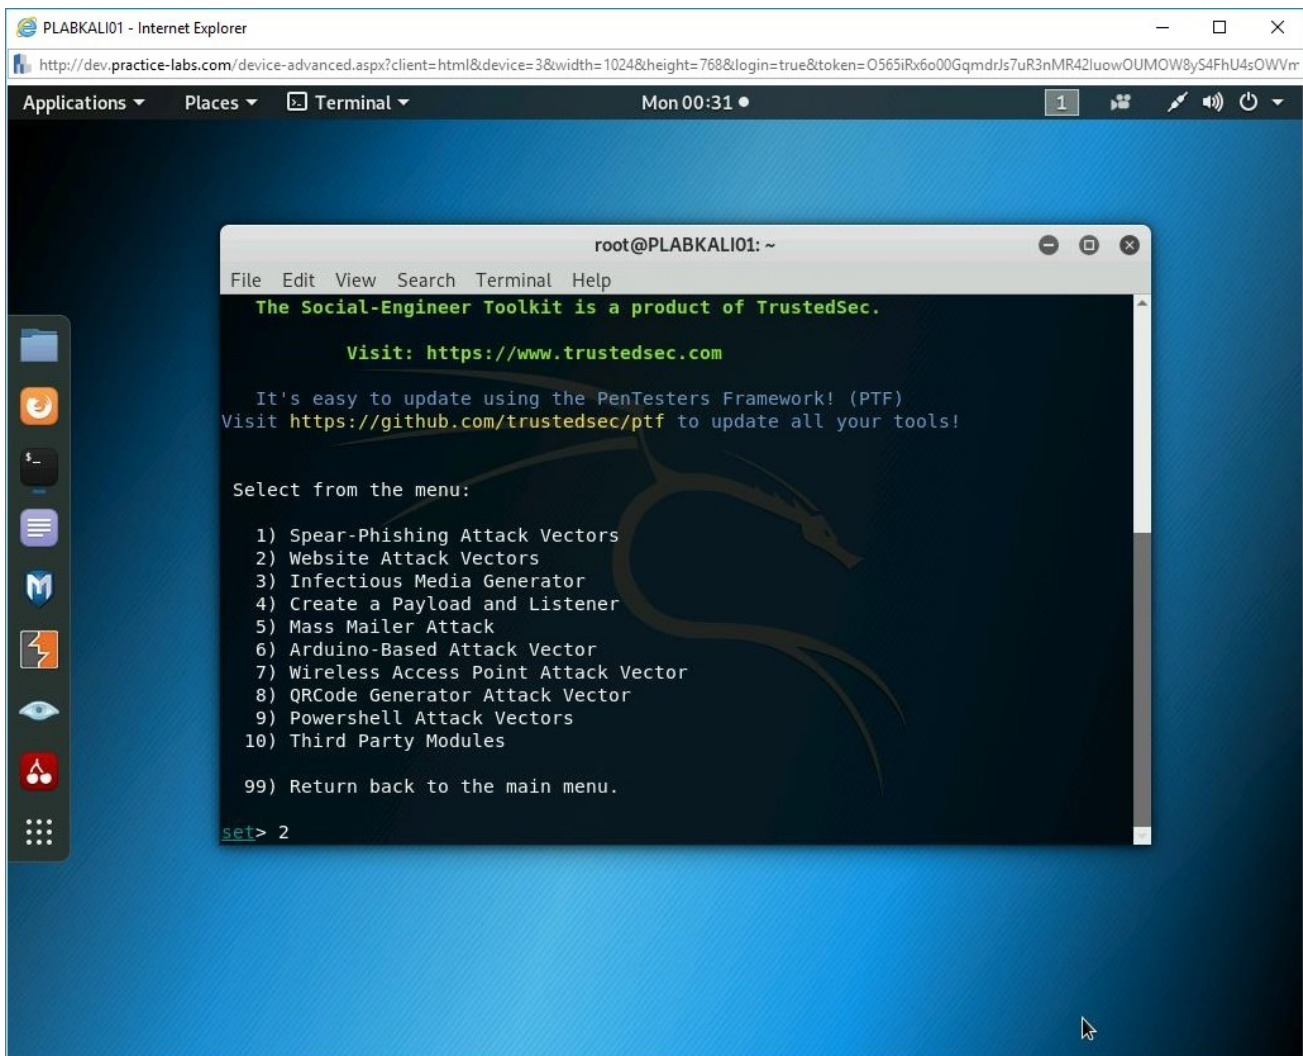 PLABKALI01 - Internet Explorer
http://dev.practice-labs.com/device-advanced.aspx?client=html&device=3&width=1024&height=768&login=true&token=O565iRx6o00GqmdrJs7uR3nMR42IuowOUMOW8yS4FhU4sOWVm
Applications Places Terminal Mon 00:31 1
root@PLABKALI01: ~
File Edit View Search Terminal Help
The Social-Engineer Toolkit is a product of TrustedSec.
Visit: https://www.trustedsec.com
It's easy to update using the PenTesters Framework! (PTF)
Visit https://github.com/trustedsec/ptf to update all your tools!
Select from the menu:
1) Spear-Phishing Attack Vectors
2) Website Attack Vectors
3) Infectious Media Generator
4) Create a Payload and Listener
5) Mass Mailer Attack
6) Arduino-Based Attack Vector
7) Wireless Access Point Attack Vector
8) QRCode Generator Attack Vector
9) Powershell Attack Vectors
10) Third Party Modules
99) Return back to the main menu.
set> 2
$_